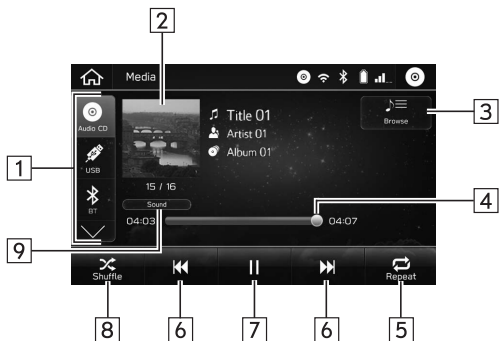 2
Media
Title 01
Artist 01
Album 01
Browse
3
1
Audio CD
USB
BT
15 / 16
Sound
04:03
04:07
4
9
Shuffle
Repeat
8
6
7
6
5